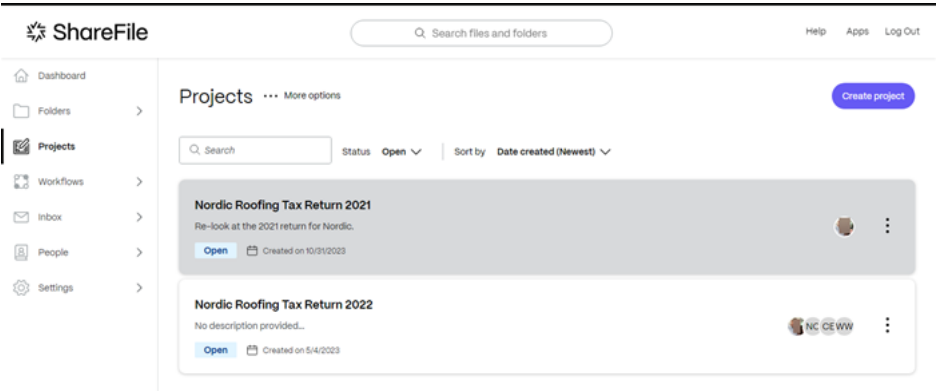 ShareFile
Search files and folders
Help Apps Log Out
Dashboard
Folders
Projects
Workflows
Inbox
People
Settings
Projects ... More options
Create project
Search
Status Open
Sort by Date created (Newest)
Nordic Roofing Tax Return 2021
Re-look at the 2021 return for Nordic.
Open Created on 10/31/2023
Nordic Roofing Tax Return 2022
No description provided...
NC CE WW
Open Created on 5/4/2023